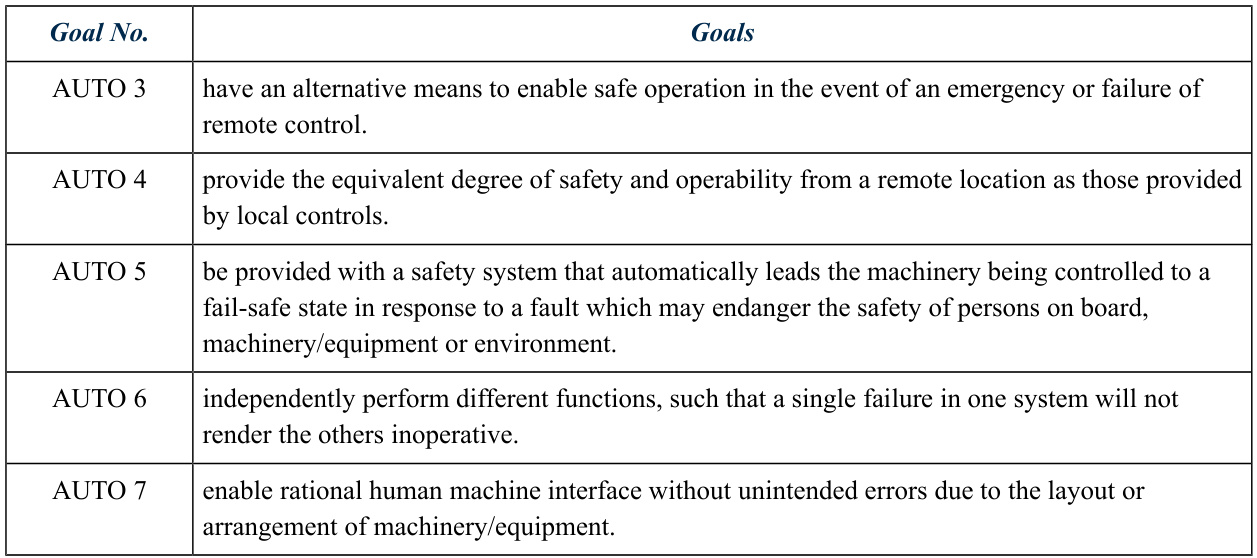 Goal No.
Goals
AUTO 3
have an alternative means to enable safe operation in the event of an emergency or failure of
remote control.
AUTO 4
provide the equivalent degree of safety and operability from a remote location as those provided
by local controls.
AUTO 5
be provided with a safety system that automatically leads the machinery being controlled to a
fail-safe state in response to a fault which may endanger the safety of persons on board,
machinery/equipment or environment.
AUTO 6
independently perform different functions, such that a single failure in one system will not
render the others inoperative.
AUTO 7
enable rational human machine interface without unintended errors due to the layout or
arrangement of machinery/equipment.